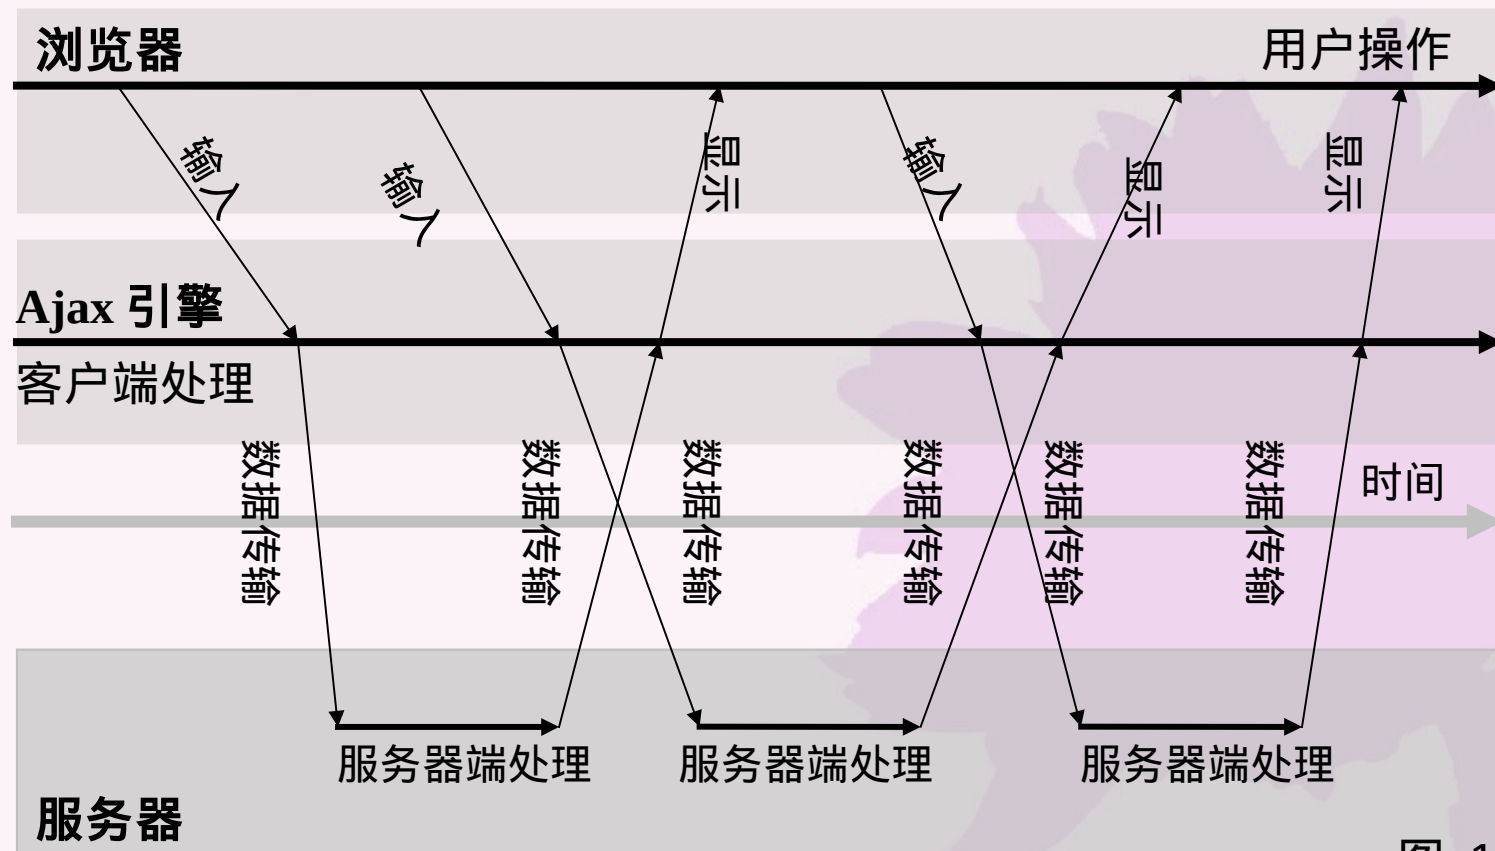 浏览器
用户操作
输入
输入
显示
输入
显示
显示
Ajax 引擎
客户端处理
数据传输
数据传输
数据传输
数据传输
数据传输
数据传输
时间
服务器端处理
服务器端处理
服务器端处理
服务器
图 1